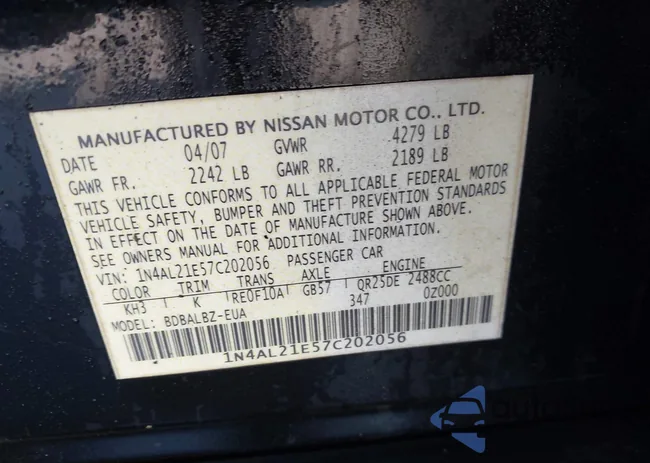 MANUFACTURED BY NISSAN MOTOR CO., LTD.
DATE 04/07 GVWR 4279 LB
GAWR FR. 2242 LB GAWR RR. 2189 LB
THIS VEHICLE CONFORMS TO ALL APPLICABLE FEDERAL MOTOR
VEHICLE SAFETY, BUMPER AND THEFT PREVENTION STANDARDS
IN EFFECT ON THE DATE OF MANUFACTURE SHOWN ABOVE.
SEE OWNERS MANUAL FOR ADDITIONAL INFORMATION.
VIN: 1N4AL21E57C202056 PASSENGER CAR
COLOR TRIM TRANS AXLE ENGINE
KH3 K RE0F10A GB57 QR25DE 2488CC
347 0Z000
MODEL: BDBALBZ-EUA
1N4AL21E57C202056